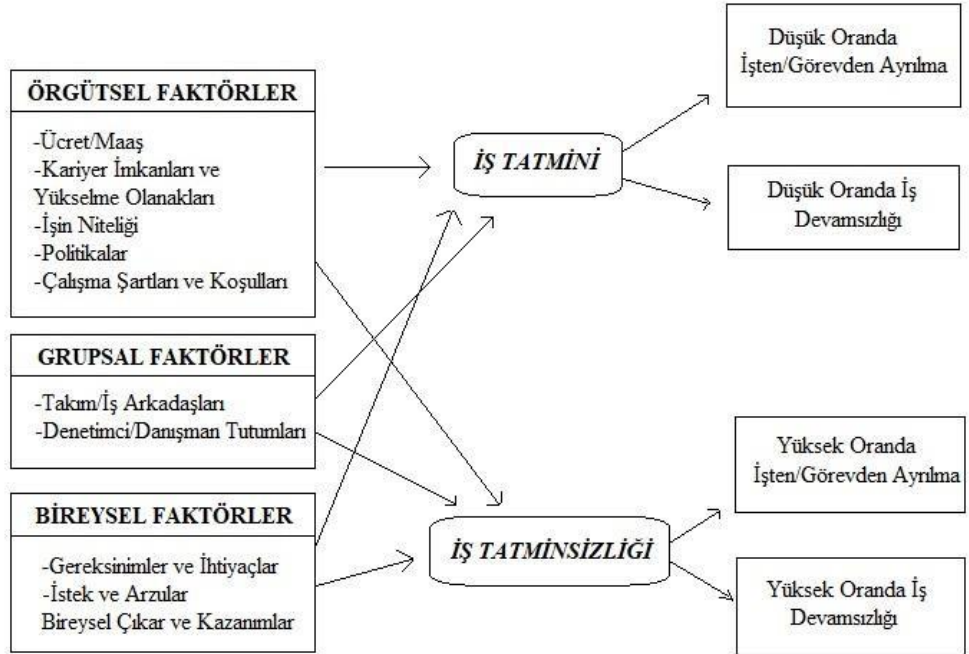 ÖRGÜTSEL FAKTÖRLER
-Ücret/Maaş
-Kariyer İmkanları ve
Yükselme Olanakları
-İşin Niteliği
-Politikalar
-Çalışma Şartları ve Koşulları
GRUPSAL FAKTÖRLER
-Takım/İş Arkadaşları
-Denetimci/Danışman Tutumları
BİREYSEL FAKTÖRLER
-Gereksinimler ve İhtiyaçlar
-İstek ve Arzular
Bireysel Çıkar ve Kazanımlar
İŞ TATMİNİ
İŞ TATMİNSİZLİĞİ
Düşük Oranda
İşten/Görevden Ayrılma
Düşük Oranda İş
Devamsızlığı
Yüksek Oranda
İşten/Görevden Ayrılma
Yüksek Oranda İş
Devamsızlığı